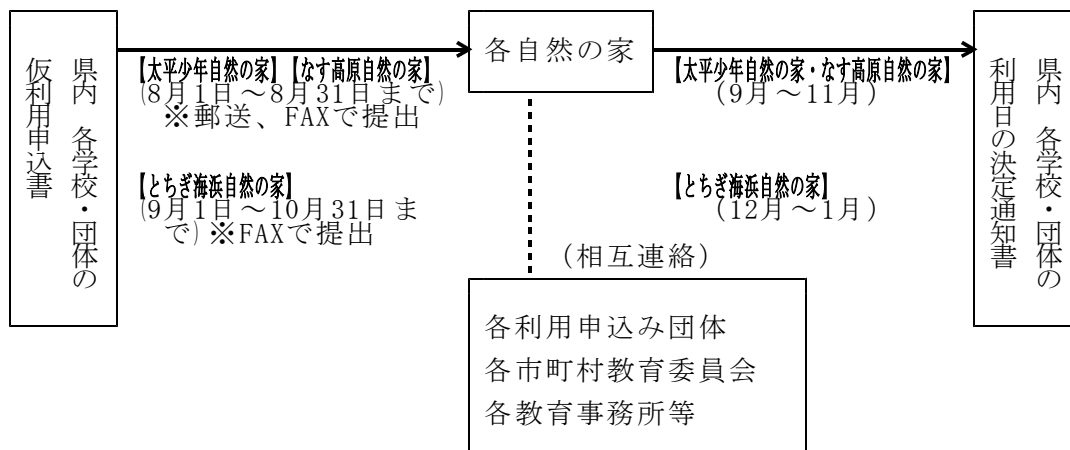 県内 各学校・団体の
仮利用申込書
【太平少年自然の家】【なす高原自然の家】
(8月1日～8月31日まで)
※郵送、FAXで提出
【とちぎ海浜自然の家】
(9月1日～10月31日ま
で)※FAXで提出
各自然の家
【太平少年自然の家・なす高原自然の家】
(9月～11月)
【とちぎ海浜自然の家】
(12月～1月)
(相互連絡)
各利用申込み団体
各市町村教育委員会
各教育事務所等
県内 各学校・団体の
利用日の決定通知書